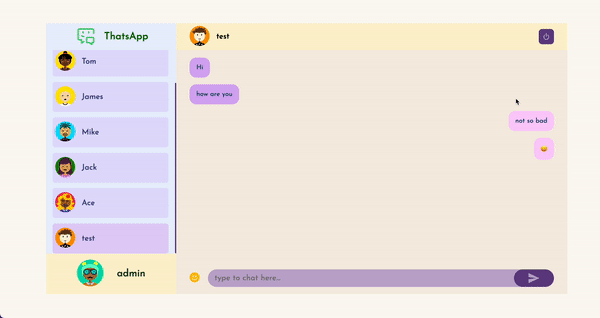 ThatsApp
Tom
James
Mike
Jack
Ace
test
admin
test
Hi
how are you
not so bad
type to chat here...